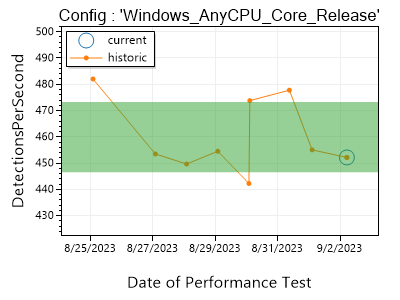 Config : 'Windows_AnyCPU_Core_Release'
current
historic
DetectionsPerSecond
500
490
480
470
460
450
440
430
8/25/2023
8/27/2023
8/29/2023
8/31/2023
9/2/2023
Date of Performance Test